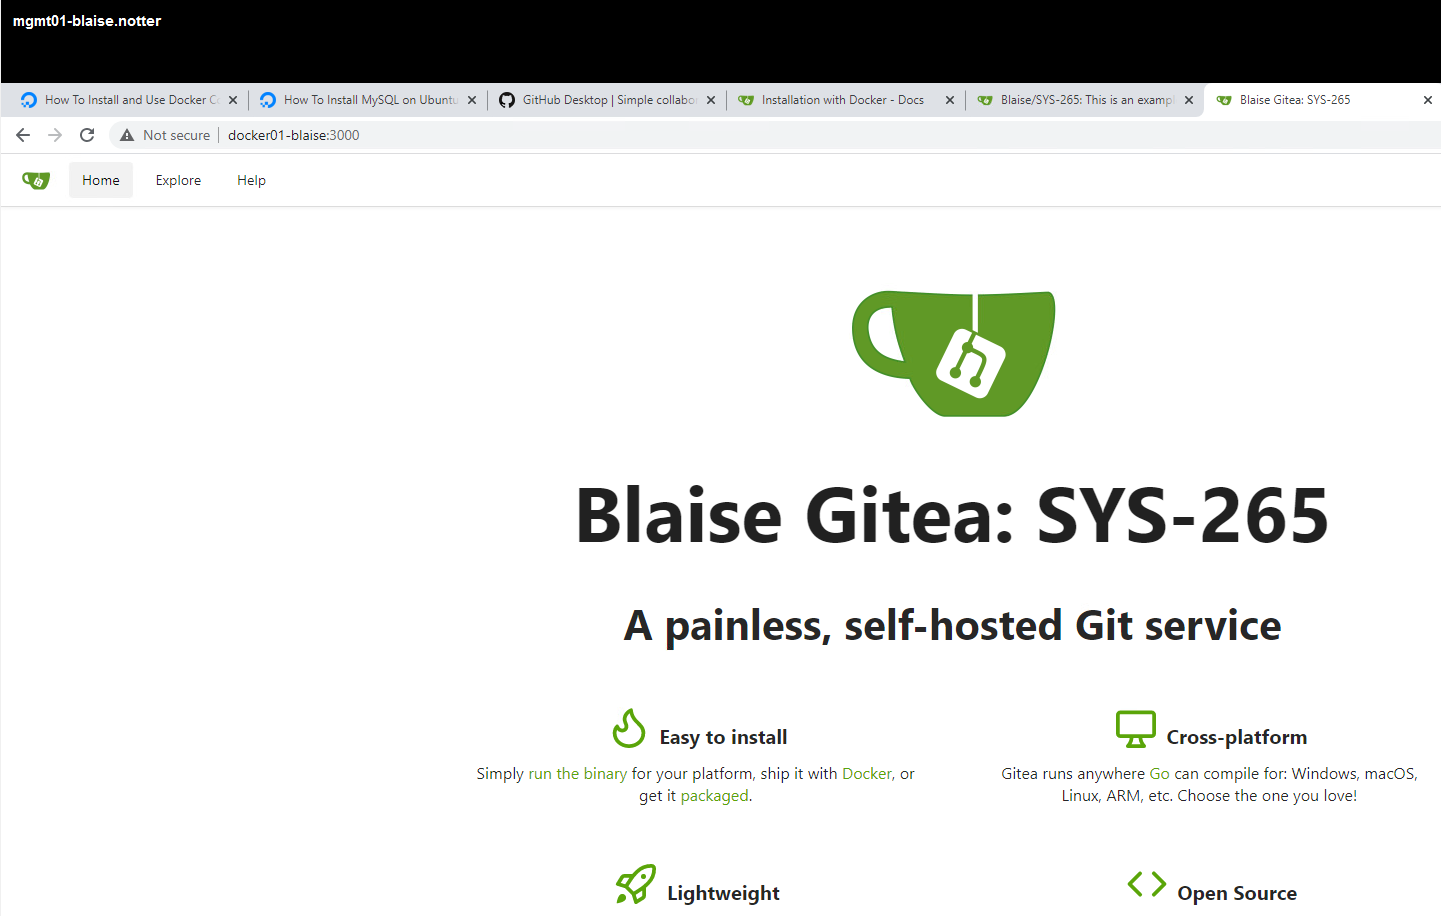 mgmt01-blaise.notter
How To Install and Use Docker Co
How To Install MySQL on Ubuntu
GitHub Desktop | Simple collabor
Installation with Docker - Docs
Blaise/SYS-265: This is an exampl
Blaise Gitea: SYS-265
Not secure | docker01-blaise:3000
Home Explore Help
Blaise Gitea: SYS-265
A painless, self-hosted Git service
Easy to install
Simply run the binary for your platform, ship it with Docker, or
get it packaged.
Cross-platform
Gitea runs anywhere Go can compile for: Windows, macOS,
Linux, ARM, etc. Choose the one you love!
Lightweight
Open Source